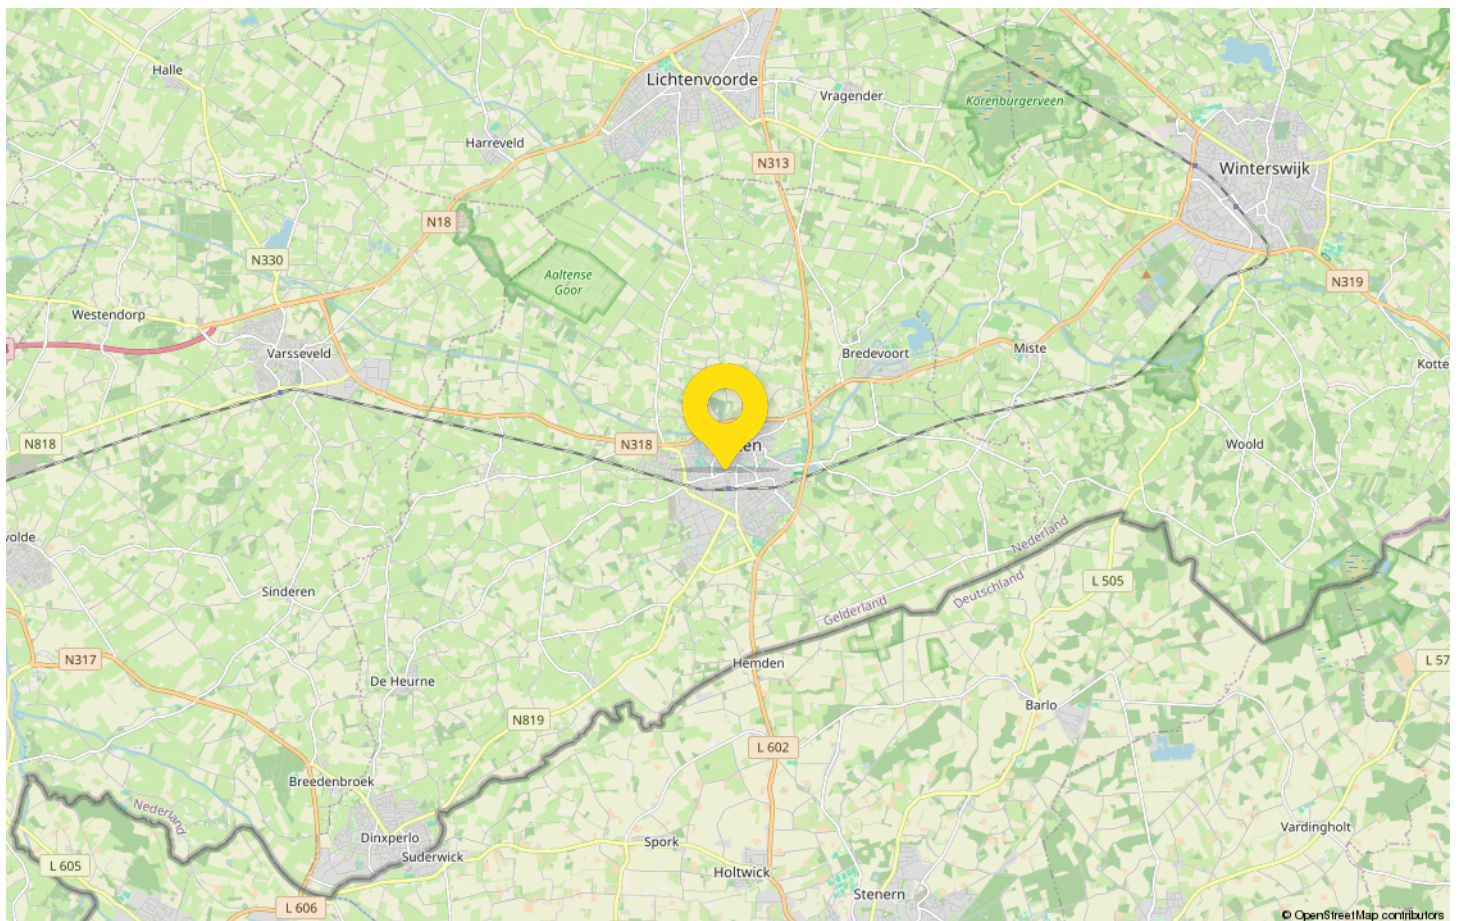 Halle
Lichtenvoorde
Vragender
Korenburgerveen
Harreveld
N313
Winterswijk
N18
N330
Aaltense
Goor
N319
Westendorp
Varsseveld
Bredevoort
Miste
Kotte
N818
N318
en
Woold
volde
Nederland
Sinderen
Gelderland
Deutschland
L 505
N317
Hemden
L 57
De Heurne
Barlo
N819
L 602
Breedenbroek
Nederland
Dinxperlo
Suderwick
Spork
Vardingholt
L 605
Holtwick
Stenern
L 606
© OpenStreetMap contributors